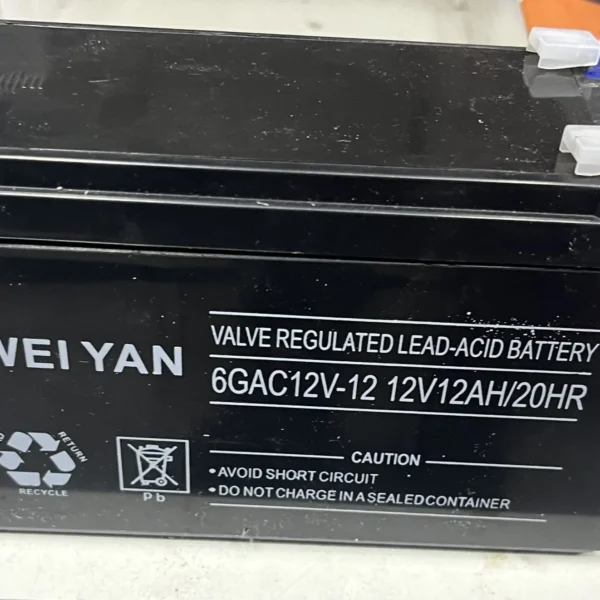 WEI YAN
VALVE REGULATED LEAD-ACID BATTERY
6GAC12V-12 12V12AH/20HR
CAUTION
•AVOID SHORT CIRCUIT
•DO NOT CHARGE IN A SEALED CONTAINER
RETURN
RECYCLE
Pb